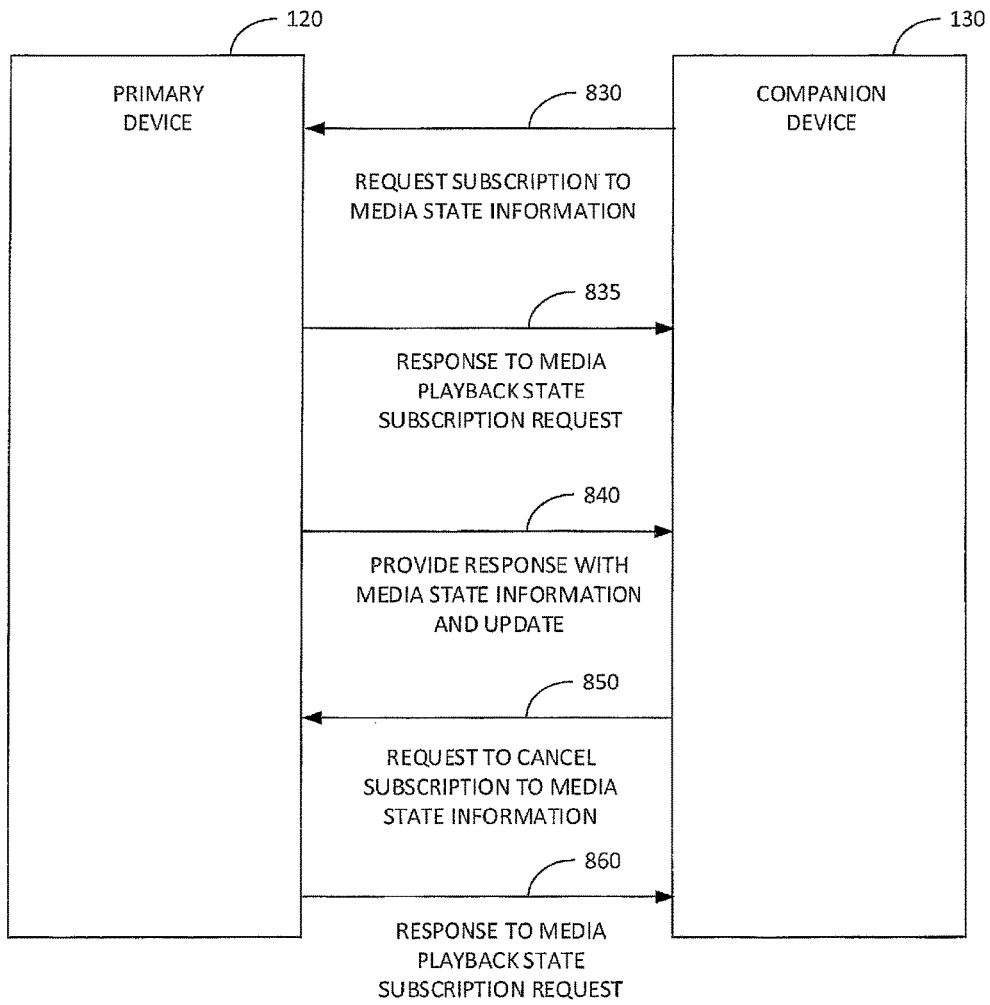 120
130
PRIMARY
DEVICE
COMPANION
DEVICE
830
REQUEST SUBSCRIPTION TO
MEDIA STATE INFORMATION
835
RESPONSE TO MEDIA
PLAYBACK STATE
SUBSCRIPTION REQUEST
840
PROVIDE RESPONSE WITH
MEDIA STATE INFORMATION
AND UPDATE
850
REQUEST TO CANCEL
SUBSCRIPTION TO MEDIA
STATE INFORMATION
860
RESPONSE TO MEDIA
PLAYBACK STATE
SUBSCRIPTION REQUEST